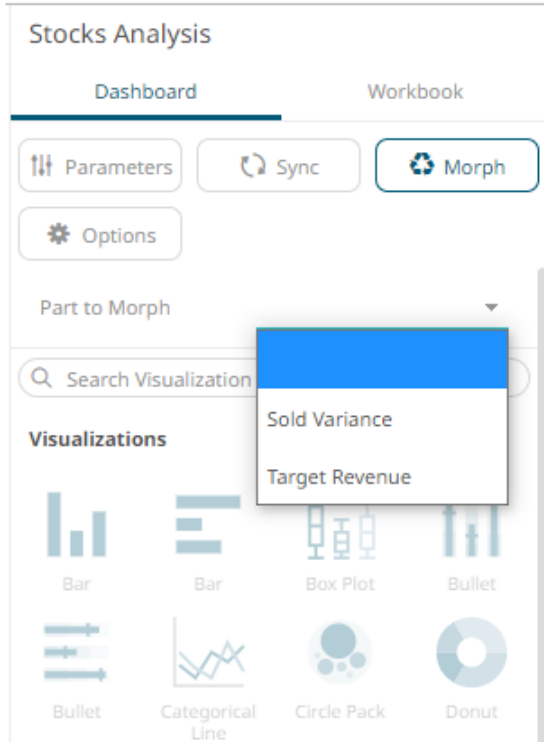 Stocks Analysis
Dashboard Workbook
Parameters Sync Morph
Options
Part to Morph
Search Visualization
Sold Variance
Visualizations
Target Revenue
Bar Bar Box Plot Bullet
Bullet Categorical Line Circle Pack Donut